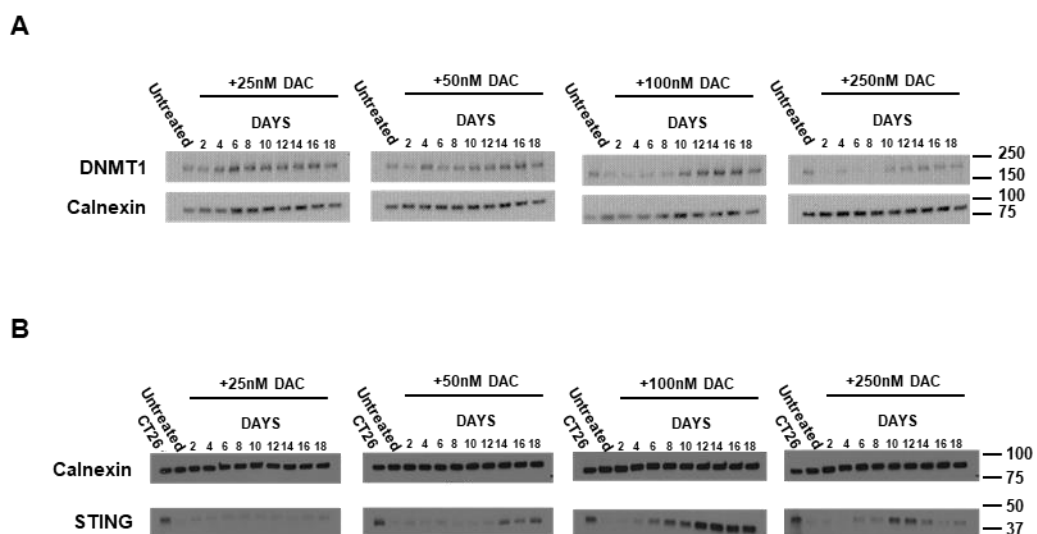 A
+25nM DAC +50nM DAC +100nM DAC +250nM DAC
Untreated Untreated Untreated Untreated
DAYS DAYS DAYS DAYS
2 4 6 8 10 12 14 16 18 2 4 6 8 10 12 14 16 18 2 4 6 8 10 12 14 16 18 2 4 6 8 10 12 14 16 18
DNMT1 250
150
Calnexin 100
75
B
+25nM DAC +50nM DAC +100nM DAC +250nM DAC
Untreated Untreated Untreated Untreated
CT26 CT26 CT26 CT26
DAYS DAYS DAYS DAYS
2 4 6 8 10 12 14 16 18 2 4 6 8 10 12 14 16 18 2 4 6 8 10 12 14 16 18 2 4 6 8 10 12 14 16 18
Calnexin 100
75
STING 50
37